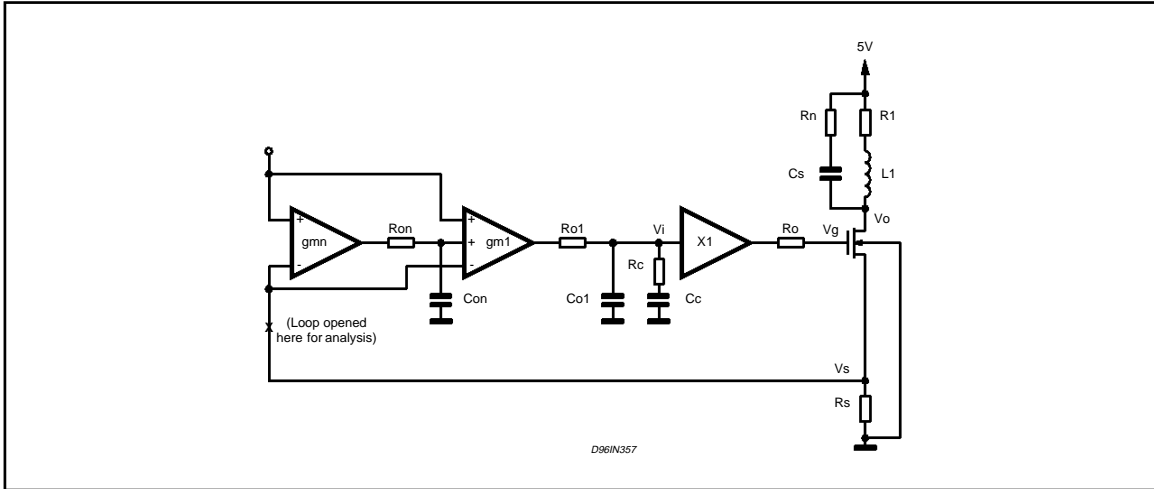 5V
Rn
R1
Cs
L1
Vo
+
gmn
-
Ron
+
+
gm1
-
Ro1
Vi
X1
Ro
Vg
Con
Co1
Rc
Cc
(Loop opened
here for analysis)
Vs
Rs
D96IN357